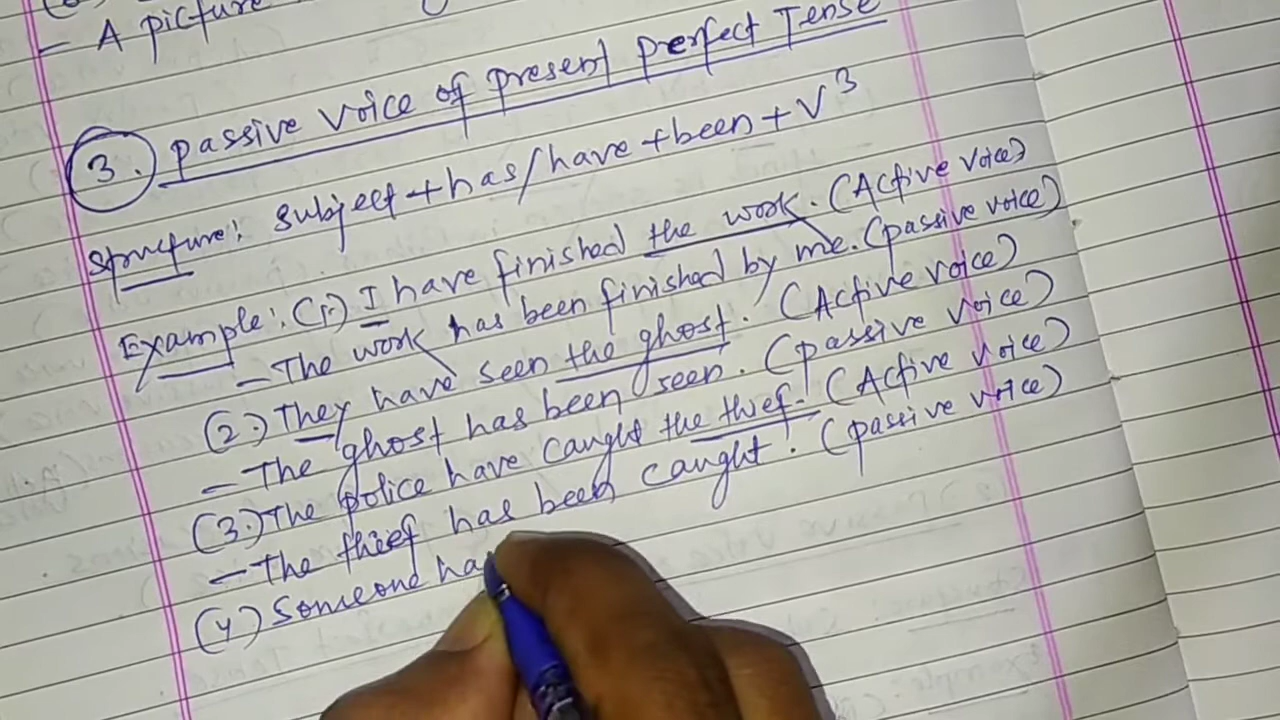 - A picture
3. passive voice of present perfect Tense
Structure: Subject + has/have + been + V3
Example: (1.) I have finished the work. (Active voice)
- The work has been finished by me. (passive voice)
(2.) They have seen the ghost. (Active voice)
- The ghost has been seen. (passive voice)
(3.) The police have caught the thief. (Active voice)
- The thief has been caught. (passive voice)
(4) Someone ha